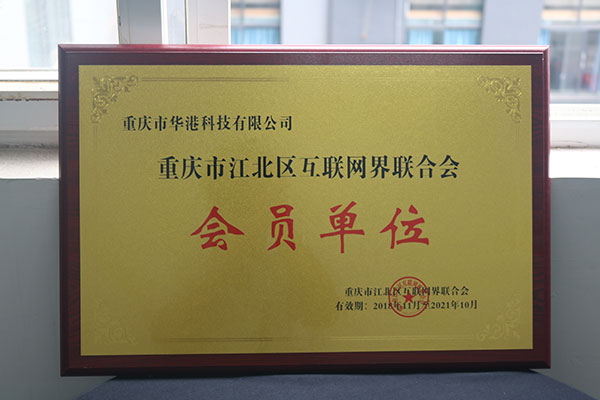 重庆市华港科技有限公司
重庆市江北区互联网界联合会
会员单位
重庆市江北区互联网界联合会
有效期：2018年11月至2021年10月